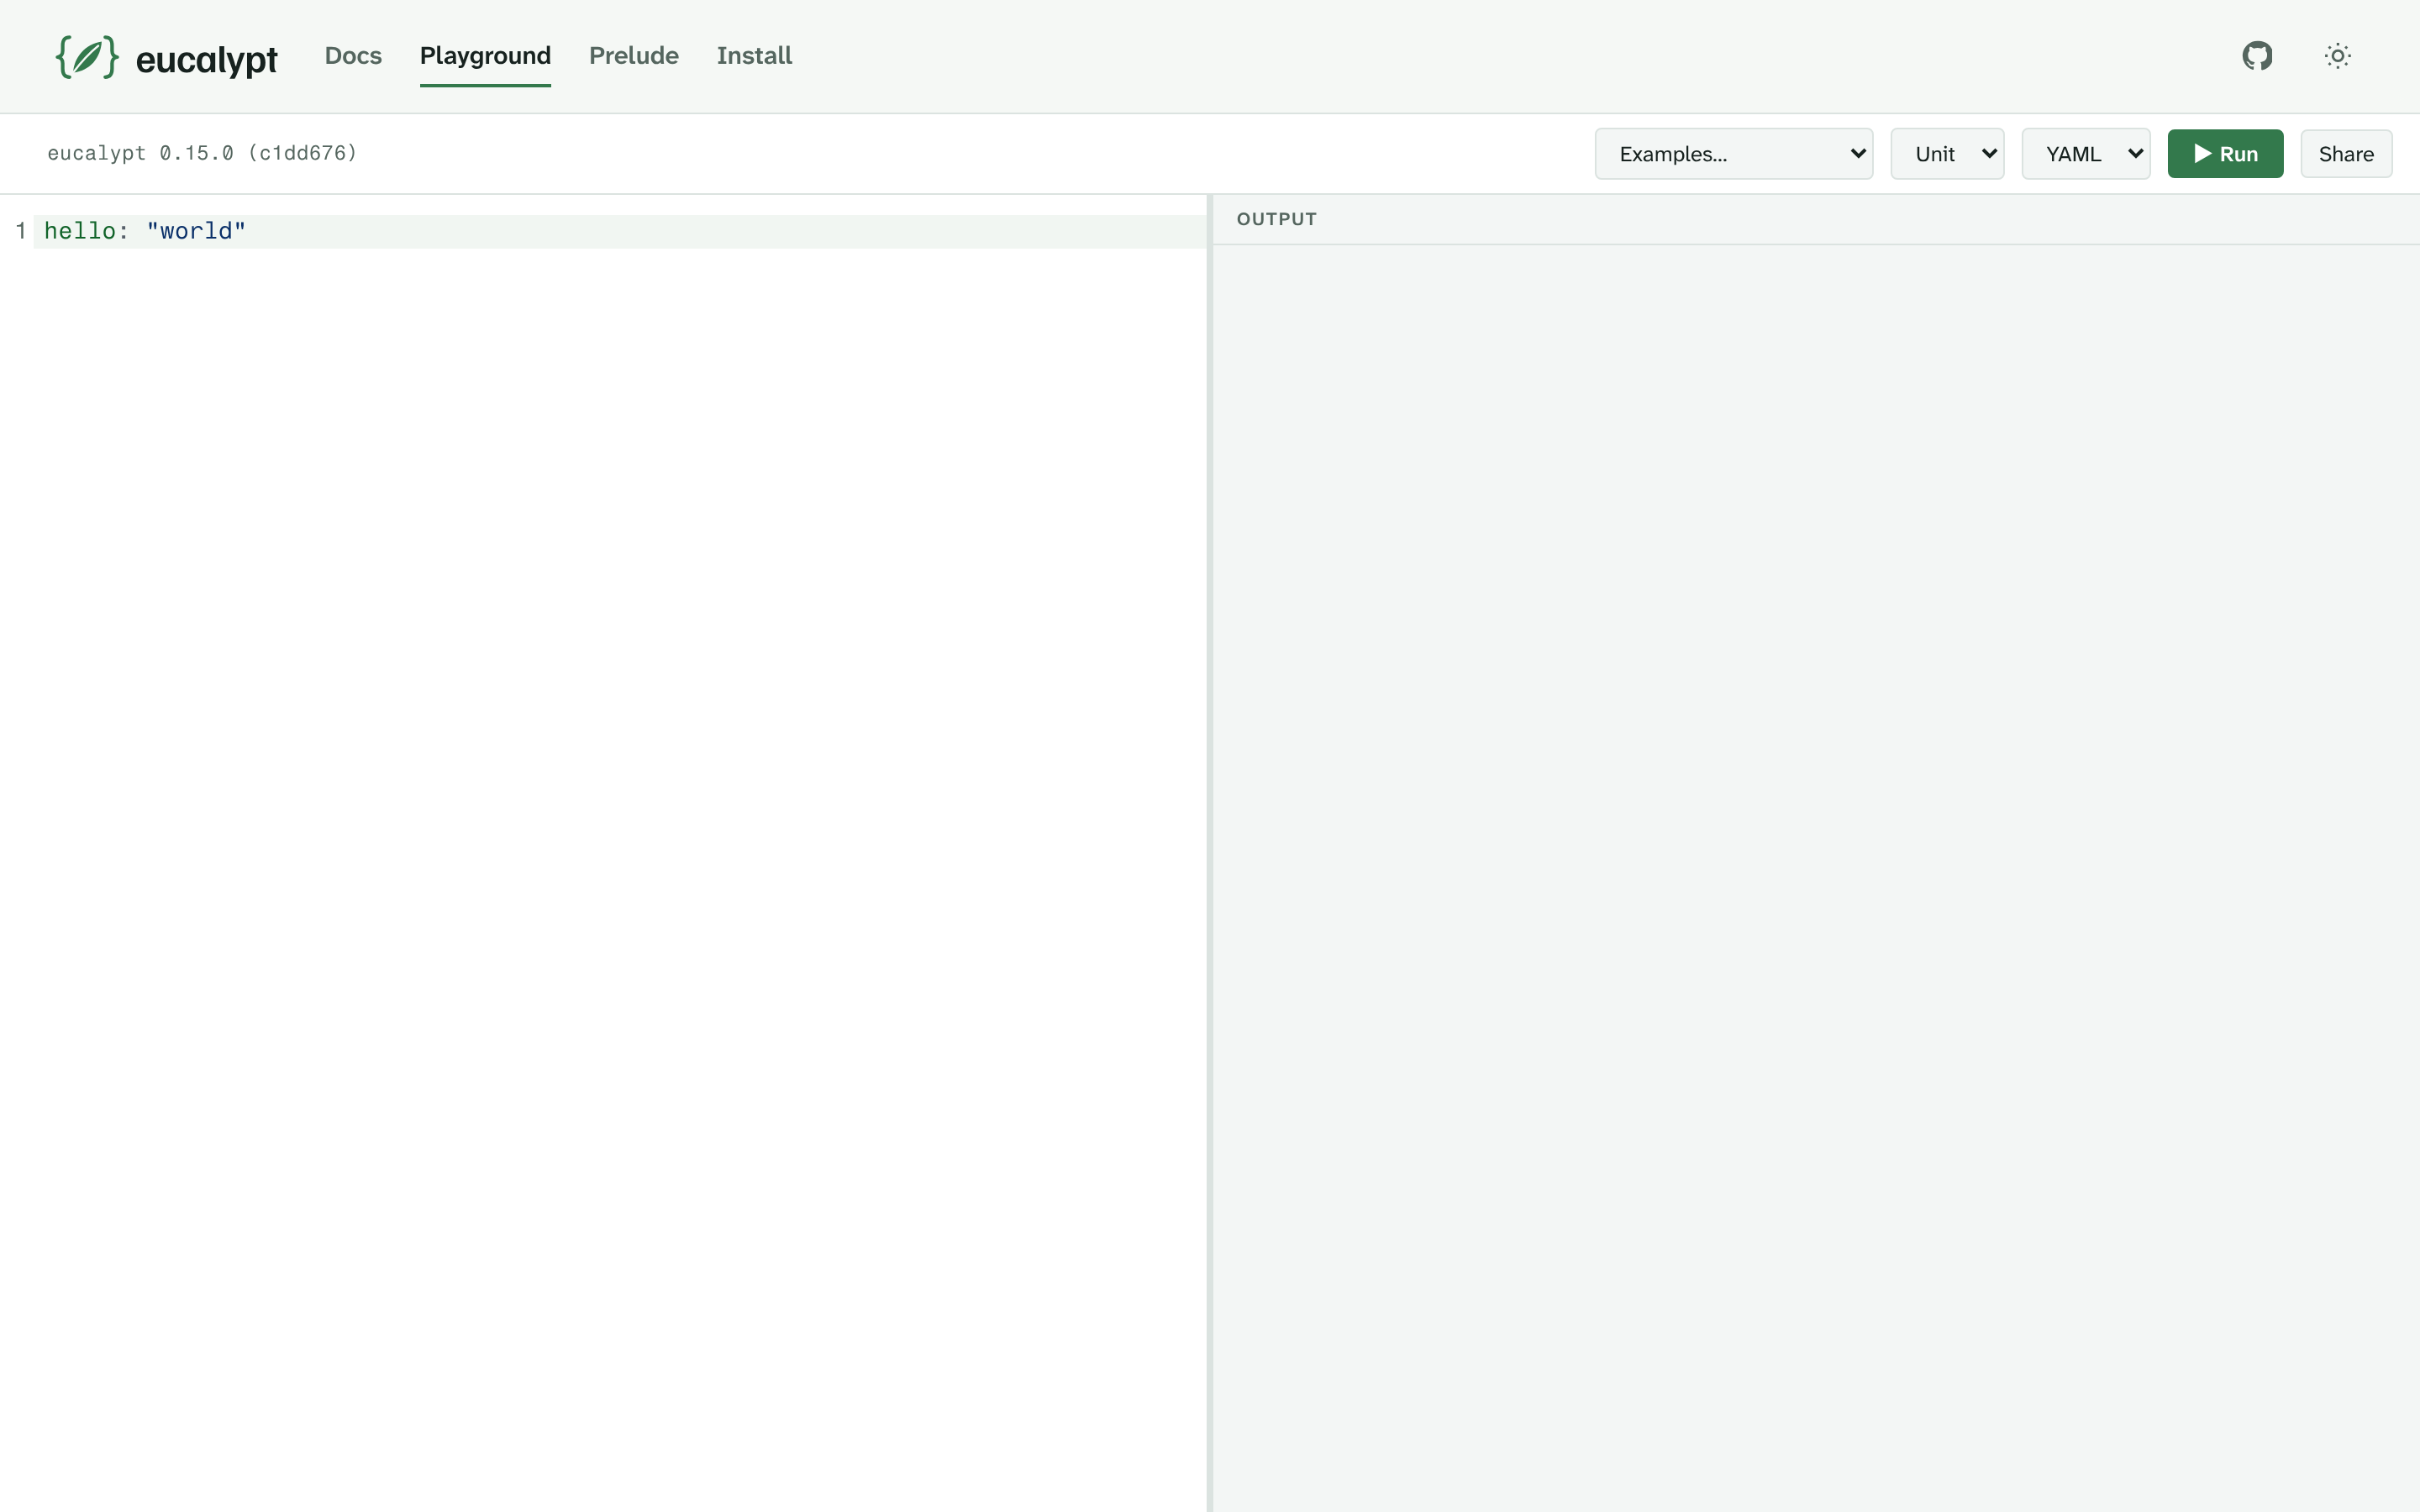 eucalypt Docs Playground Prelude Install
eucalypt 0.15.0 (c1dd676) Examples... Unit YAML Run Share
1 hello: "world"
OUTPUT